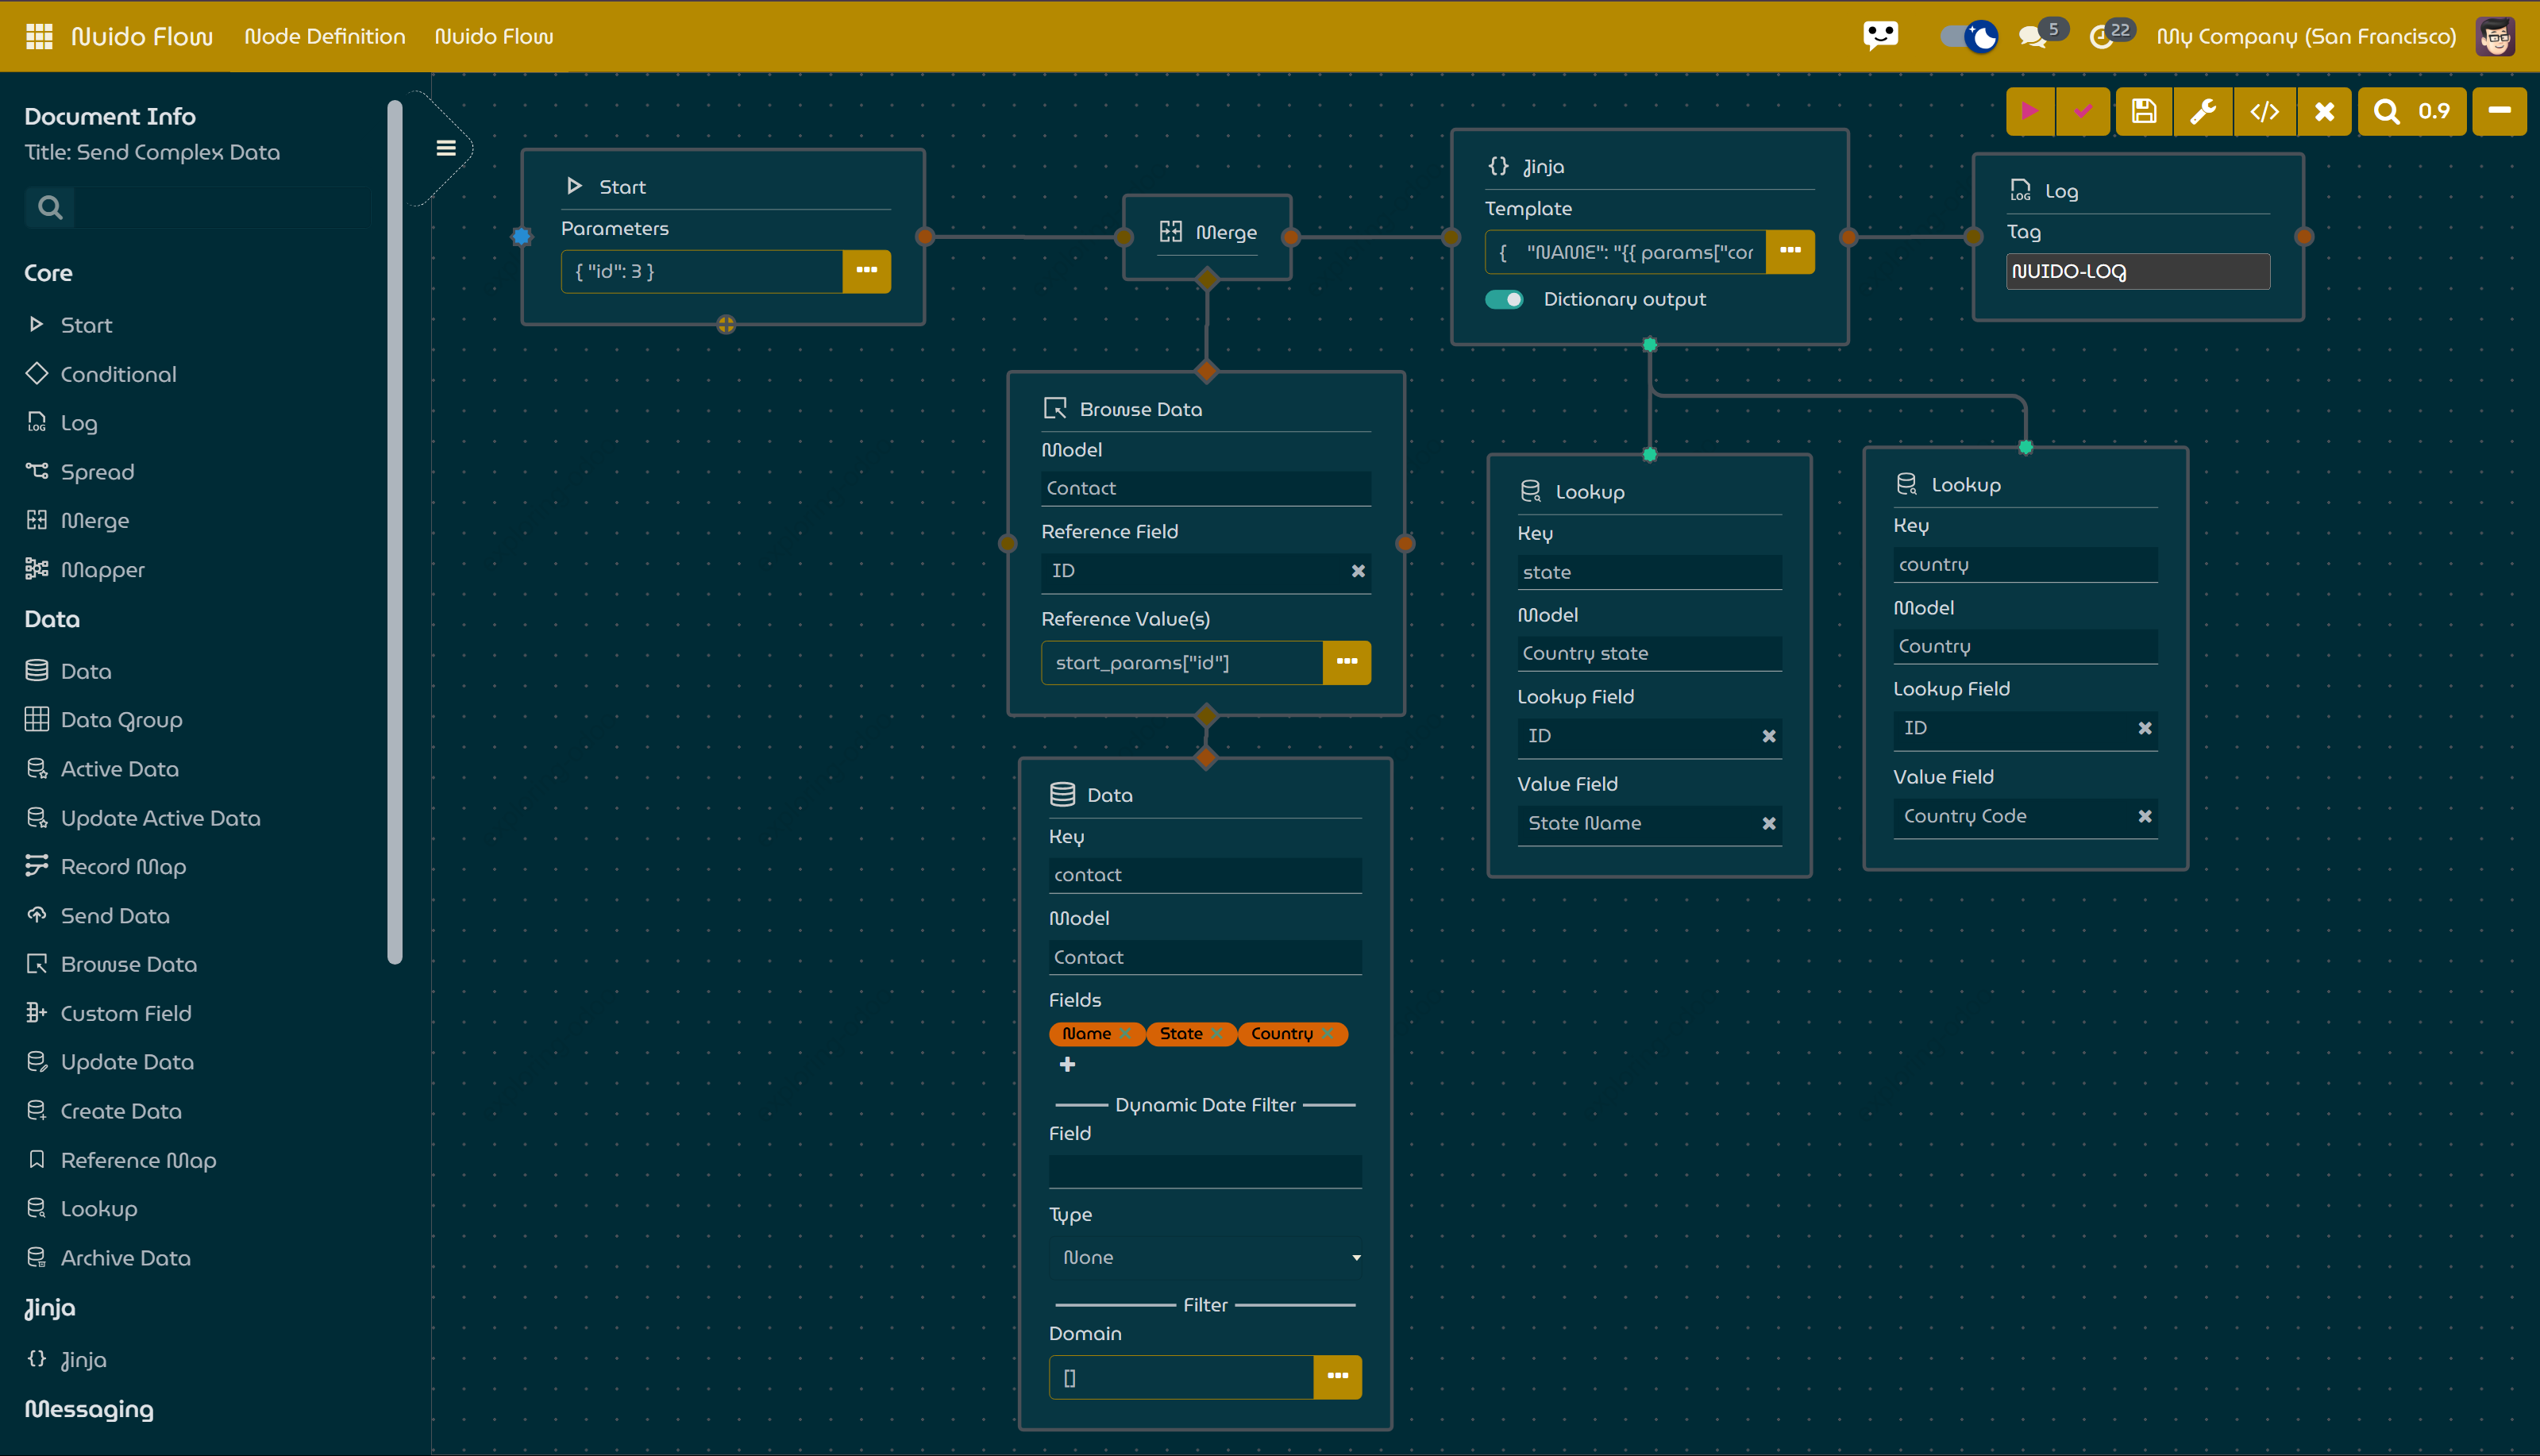 Nuido Flow Node Definition Nuido Flow 5 22 My Company (San Francisco)
Document Info
Title: Send Complex Data
Core
Start
Conditional
Log
Spread
Merge
Mapper
Data
Data
Data Group
Active Data
Update Active Data
Record Map
Send Data
Browse Data
Custom Field
Update Data
Create Data
Reference Map
Lookup
Archive Data
Jinja
{} Jinja
Messaging
</> 0.9
Start
Parameters
{ "id": 3 }
Merge
{} Jinja
Template
{ "NAME": "{{ params["cor
Dictionary output
LOG Log
Tag
NUIDO-LOG
Browse Data
Model
Contact
Reference Field
ID
Reference Value(s)
start_params["id"]
Data
Key
contact
Model
Contact
Fields
Name State Country
Dynamic Date Filter
Field
Type
None
Filter
Domain
[]
Lookup
Key
state
Model
Country state
Lookup Field
ID
Value Field
State Name
Lookup
Key
country
Model
Country
Lookup Field
ID
Value Field
Country Code